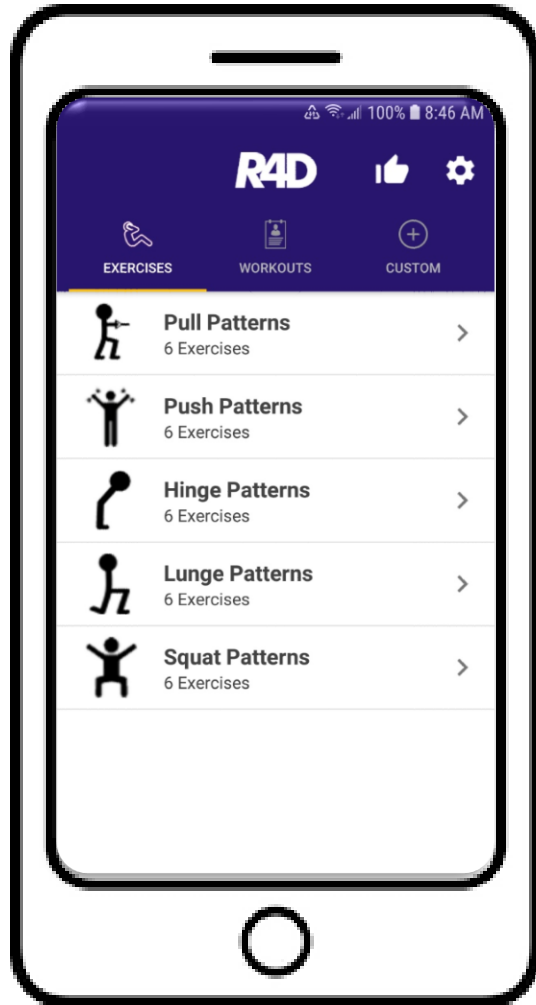 100% 8:46 AM
R4D
EXERCISES WORKOUTS CUSTOM
Pull Patterns
6 Exercises
Push Patterns
6 Exercises
Hinge Patterns
6 Exercises
Lunge Patterns
6 Exercises
Squat Patterns
6 Exercises